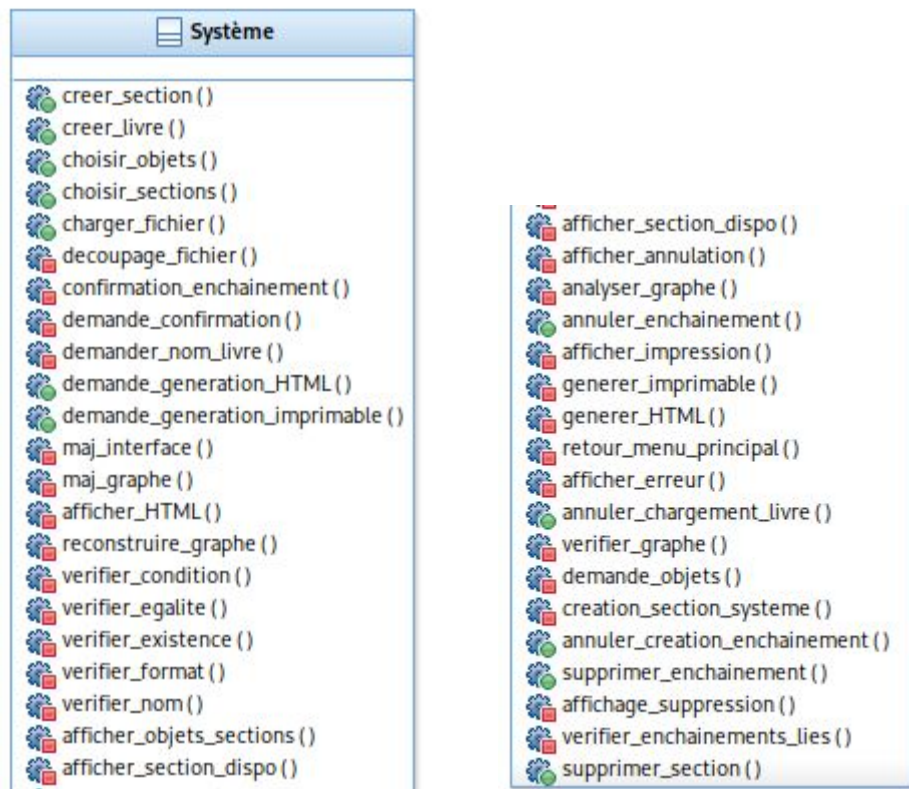 Système
creer_section ( )
creer_livre ( )
choisir_objets ( )
choisir_sections ( )
charger_fichier ( )
decoupage_fichier ( )
confirmation_enchainement ( )
demande_confirmation ( )
demander_nom_livre ( )
demande_generation_HTML ( )
demande_generation_imprimable ( )
maj_interface ( )
maj_graphe ( )
afficher_HTML ( )
reconstruire_graphe ( )
verifier_condition ( )
verifier_egalite ( )
verifier_existence ( )
verifier_format ( )
verifier_nom ( )
afficher_objets_sections ( )
afficher_section_dispo ( )
afficher_section_dispo ( )
afficher_annulation ( )
analyser_graphe ( )
annuler_enchainement ( )
afficher_impression ( )
generer_imprimable ( )
generer_HTML ( )
retour_menu_principal ( )
afficher_erreur ( )
annuler_chargement_livre ( )
verifier_graphe ( )
demande_objets ( )
creation_section_systeme ( )
annuler_creation_enchainement ( )
supprimer_enchainement ( )
affichage_suppression ( )
verifier_enchainements_lies ( )
supprimer_section ( )